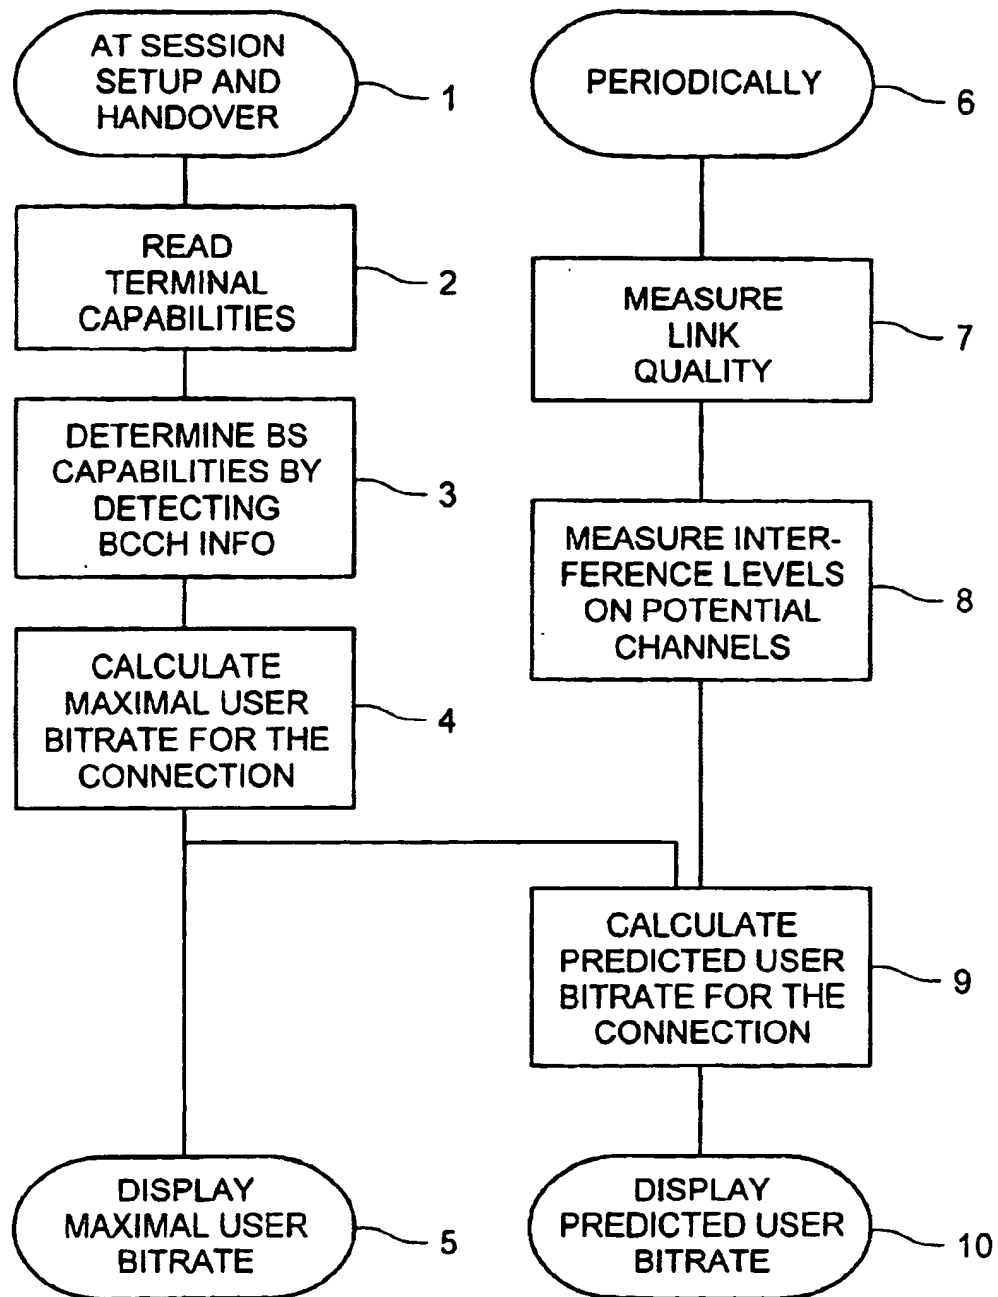 AT SESSION
SETUP AND
HANDOVER
1
READ
TERMINAL
CAPABILITIES
2
DETERMINE BS
CAPABILITIES BY
DETECTING
BCCH INFO
3
CALCULATE
MAXIMAL USER
BITRATE FOR THE
CONNECTION
4
DISPLAY
MAXIMAL USER
BITRATE
5
PERIODICALLY
6
MEASURE
LINK
QUALITY
7
MEASURE INTER-
FERENCE LEVELS
ON POTENTIAL
CHANNELS
8
CALCULATE
PREDICTED USER
BITRATE FOR THE
CONNECTION
9
DISPLAY
PREDICTED USER
BITRATE
10